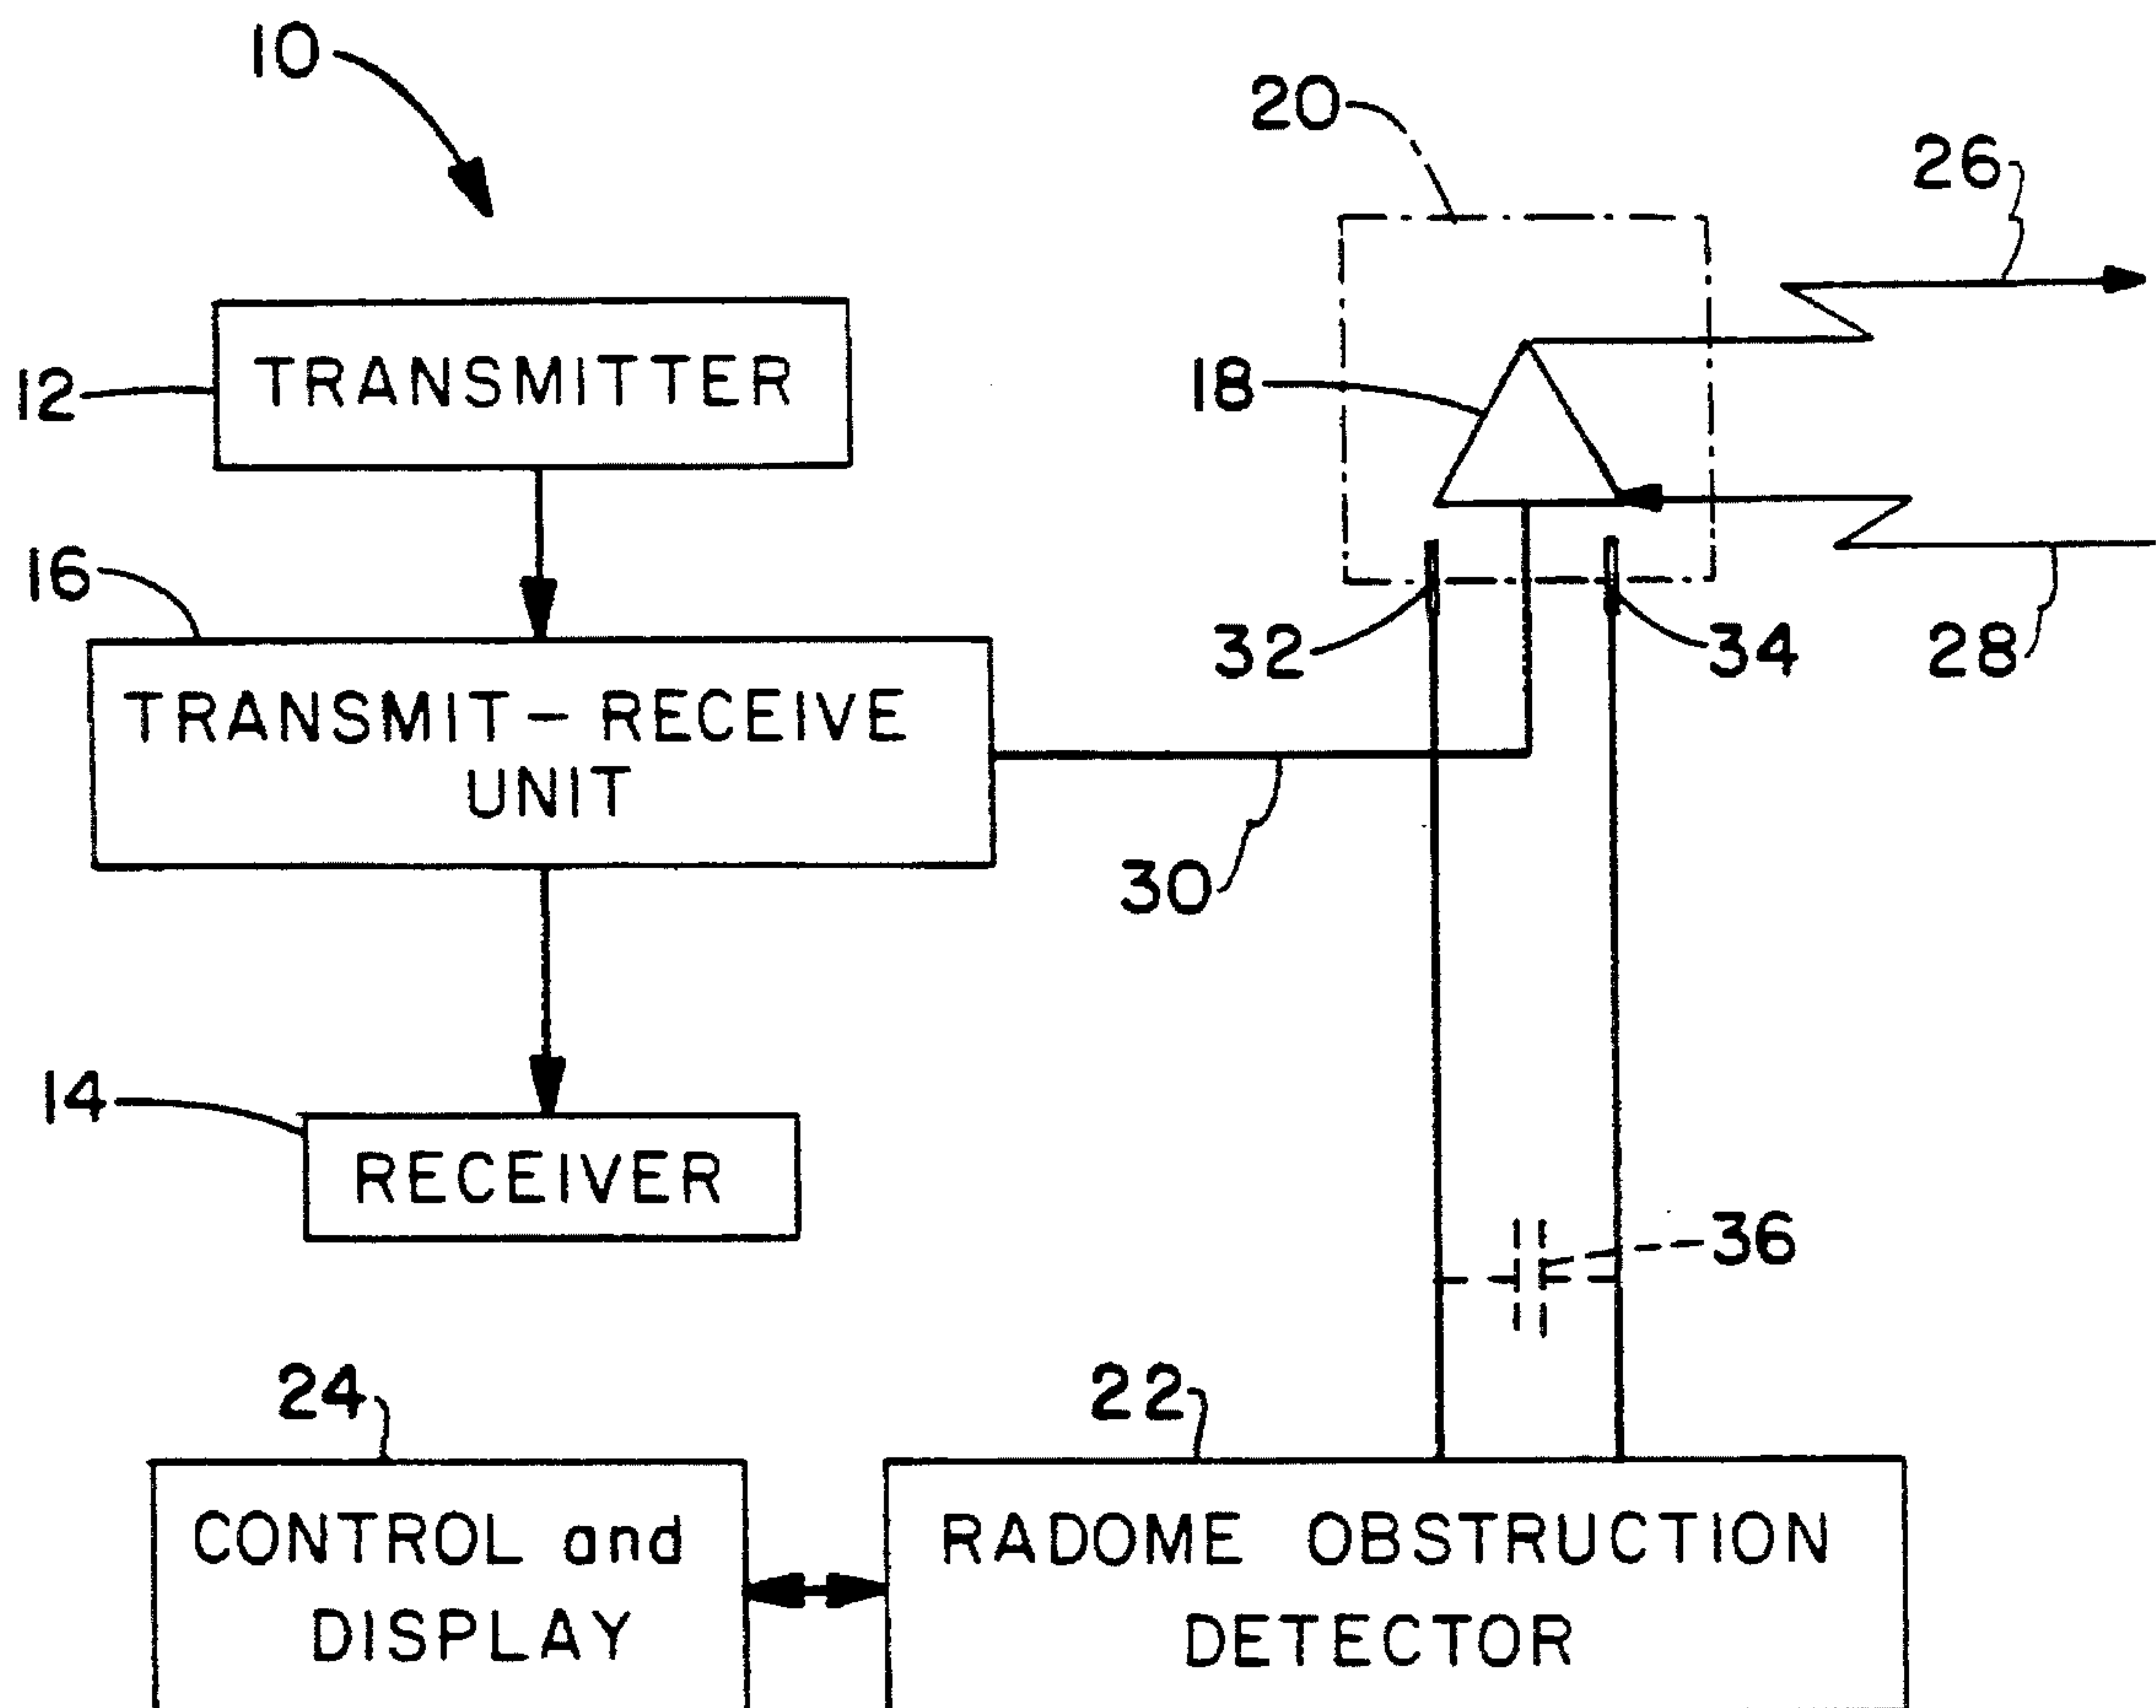 10
20
26
TRANSMITTER
12
18
16
32
34
28
TRANSMIT – RECEIVE
UNIT
30
14
RECEIVER
36
24
22
CONTROL and
DISPLAY
RADOME OBSTRUCTION
DETECTOR